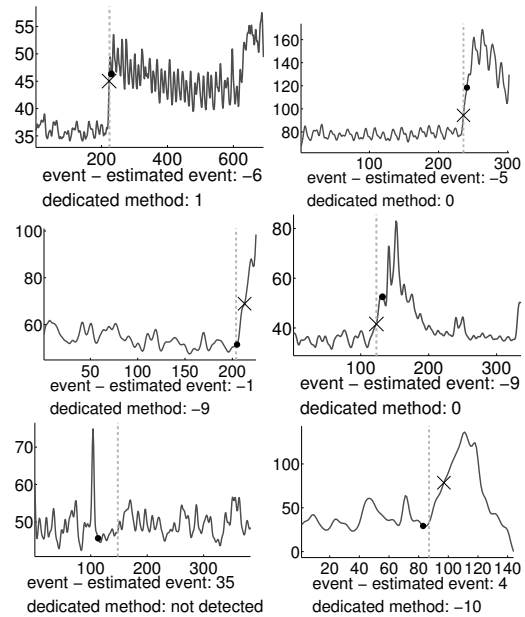 55
50
45
40
35
200 400 600
event − estimated event: −6
dedicated method: 1
160
140
120
100
80
100 200 300
event − estimated event: −5
dedicated method: 0
100
80
60
50 100 150 200
event − estimated event: −1
dedicated method: −9
80
60
40
100 200 300
event − estimated event: −9
dedicated method: 0
70
60
50
100 200 300
event − estimated event: 35
dedicated method: not detected
100
50
0
20 40 60 80 100 120 140
event − estimated event: 4
dedicated method: −10